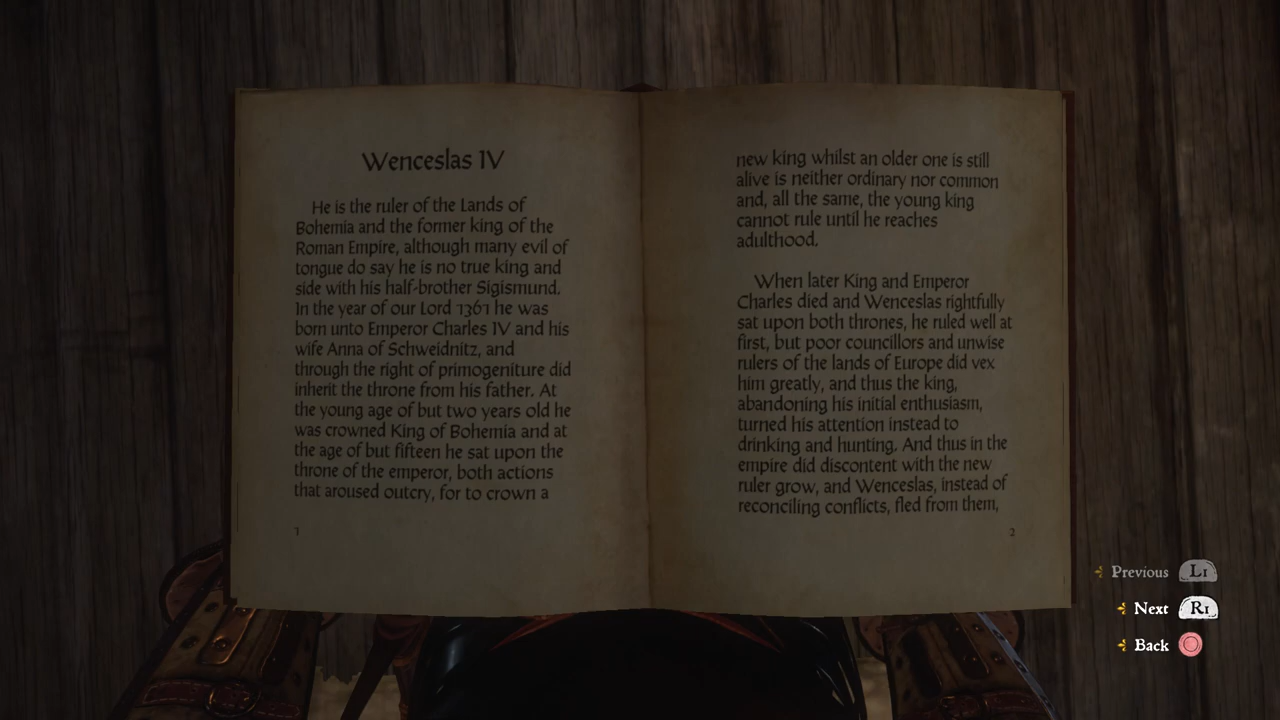 Wenceslas IV
He is the ruler of the Lands of
Bohemia and the former king of the
Roman Empire, although many evil of
tongue do say he is no true king and
side with his half-brother Sigismund.
In the year of our Lord 1361 he was
born unto Emperor Charles IV and his
wife Anna of Schweidnitz, and
through the right of primogeniture did
inherit the throne from his father. At
the young age of but two years old he
was crowned King of Bohemia and at
the age of but fifteen he sat upon the
throne of the emperor, both actions
that aroused outcry, for to crown a
1
new king whilst an older one is still
alive is neither ordinary nor common
and, all the same, the young king
cannot rule until he reaches
adulthood.
When later King and Emperor
Charles died and Wenceslas rightfully
sat upon both thrones, he ruled well at
first, but poor councillors and unwise
rulers of the lands of Europe did vex
him greatly, and thus the king,
abandoning his initial enthusiasm,
turned his attention instead to
drinking and hunting. And thus in the
empire did discontent with the new
ruler grow, and Wenceslas, instead of
reconciling conflicts, fled from them,
2
Previous L1
Next R1
Back